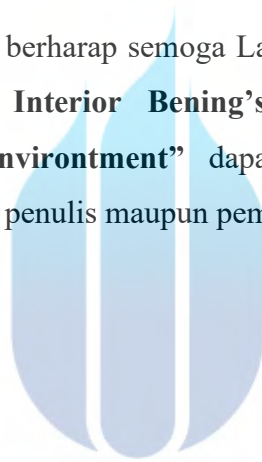 berharap semoga La
Interior Bening's
nvirontment" dapa
penulis maupun pem